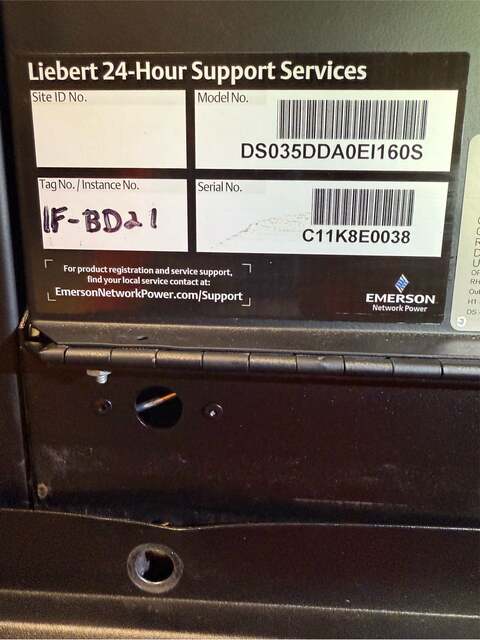 Liebert 24-Hour Support Services
Site ID No.
Model No.
DS035DDA0EI160S
Tag No. / Instance No.
IF-BD21
Serial No.
C11K8E0038
For product registration and service support,
find your local service contact at:
EmersonNetworkPower.com/Support
EMERSON
Network Power